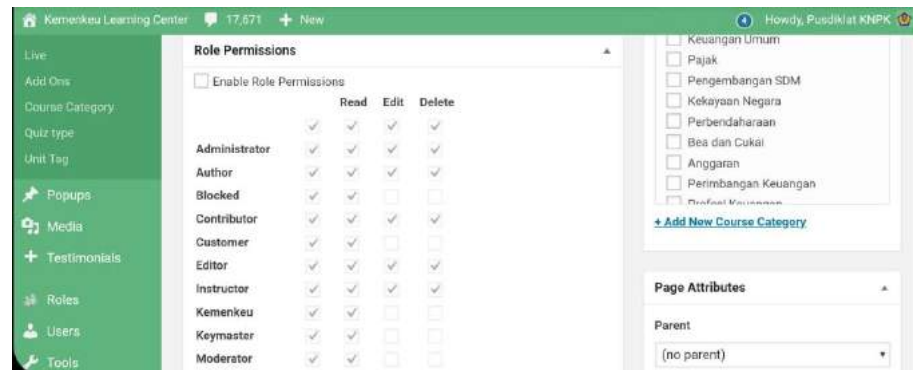 Kemenkeu Learning Center 17,671 + New
4 Howdy, Pusdiklat KNPK
Live
Add Ons
Course Category
Quiz type
Unit Tag
Popups
Media
Testimonials
Roles
Users
Tools
Role Permissions
Enable Role Permissions
Read Edit Delete
Administrator
Author
Blocked
Contributor
Customer
Editor
Instructor
Kemenkeu
Keymaster
Moderator
Keuangan Umum
Pajak
Pengembangan SDM
Kekayaan Negara
Perbendaharaan
Bea dan Cukai
Anggaran
Perimbangan Keuangan
+ Add New Course Category
Page Attributes
Parent
(no parent)